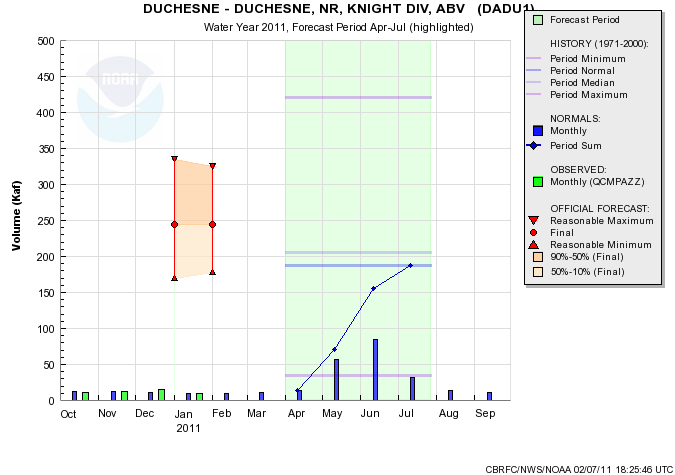 DUCHESNE - DUCHESNE, NR, KNIGHT DIV, ABV (DADU1)
Water Year 2011, Forecast Period Apr-Jul (highlighted)
Volume (Kaf)
500
450
400
350
300
250
200
150
100
50
0
NOAA
Oct Nov Dec Jan Feb Mar Apr May Jun Jul Aug Sep
2011
Forecast Period
HISTORY (1971-2000):
Period Minimum
Period Normal
Period Median
Period Maximum
NORMALS:
Monthly
Period Sum
OBSERVED:
Monthly (QCMPAZZ)
OFFICIAL FORECAST:
Reasonable Maximum
Final
Reasonable Minimum
90%-50% (Final)
50%-10% (Final)
CBRFC/NWS/NOAA 02/07/11 18:25:46 UTC